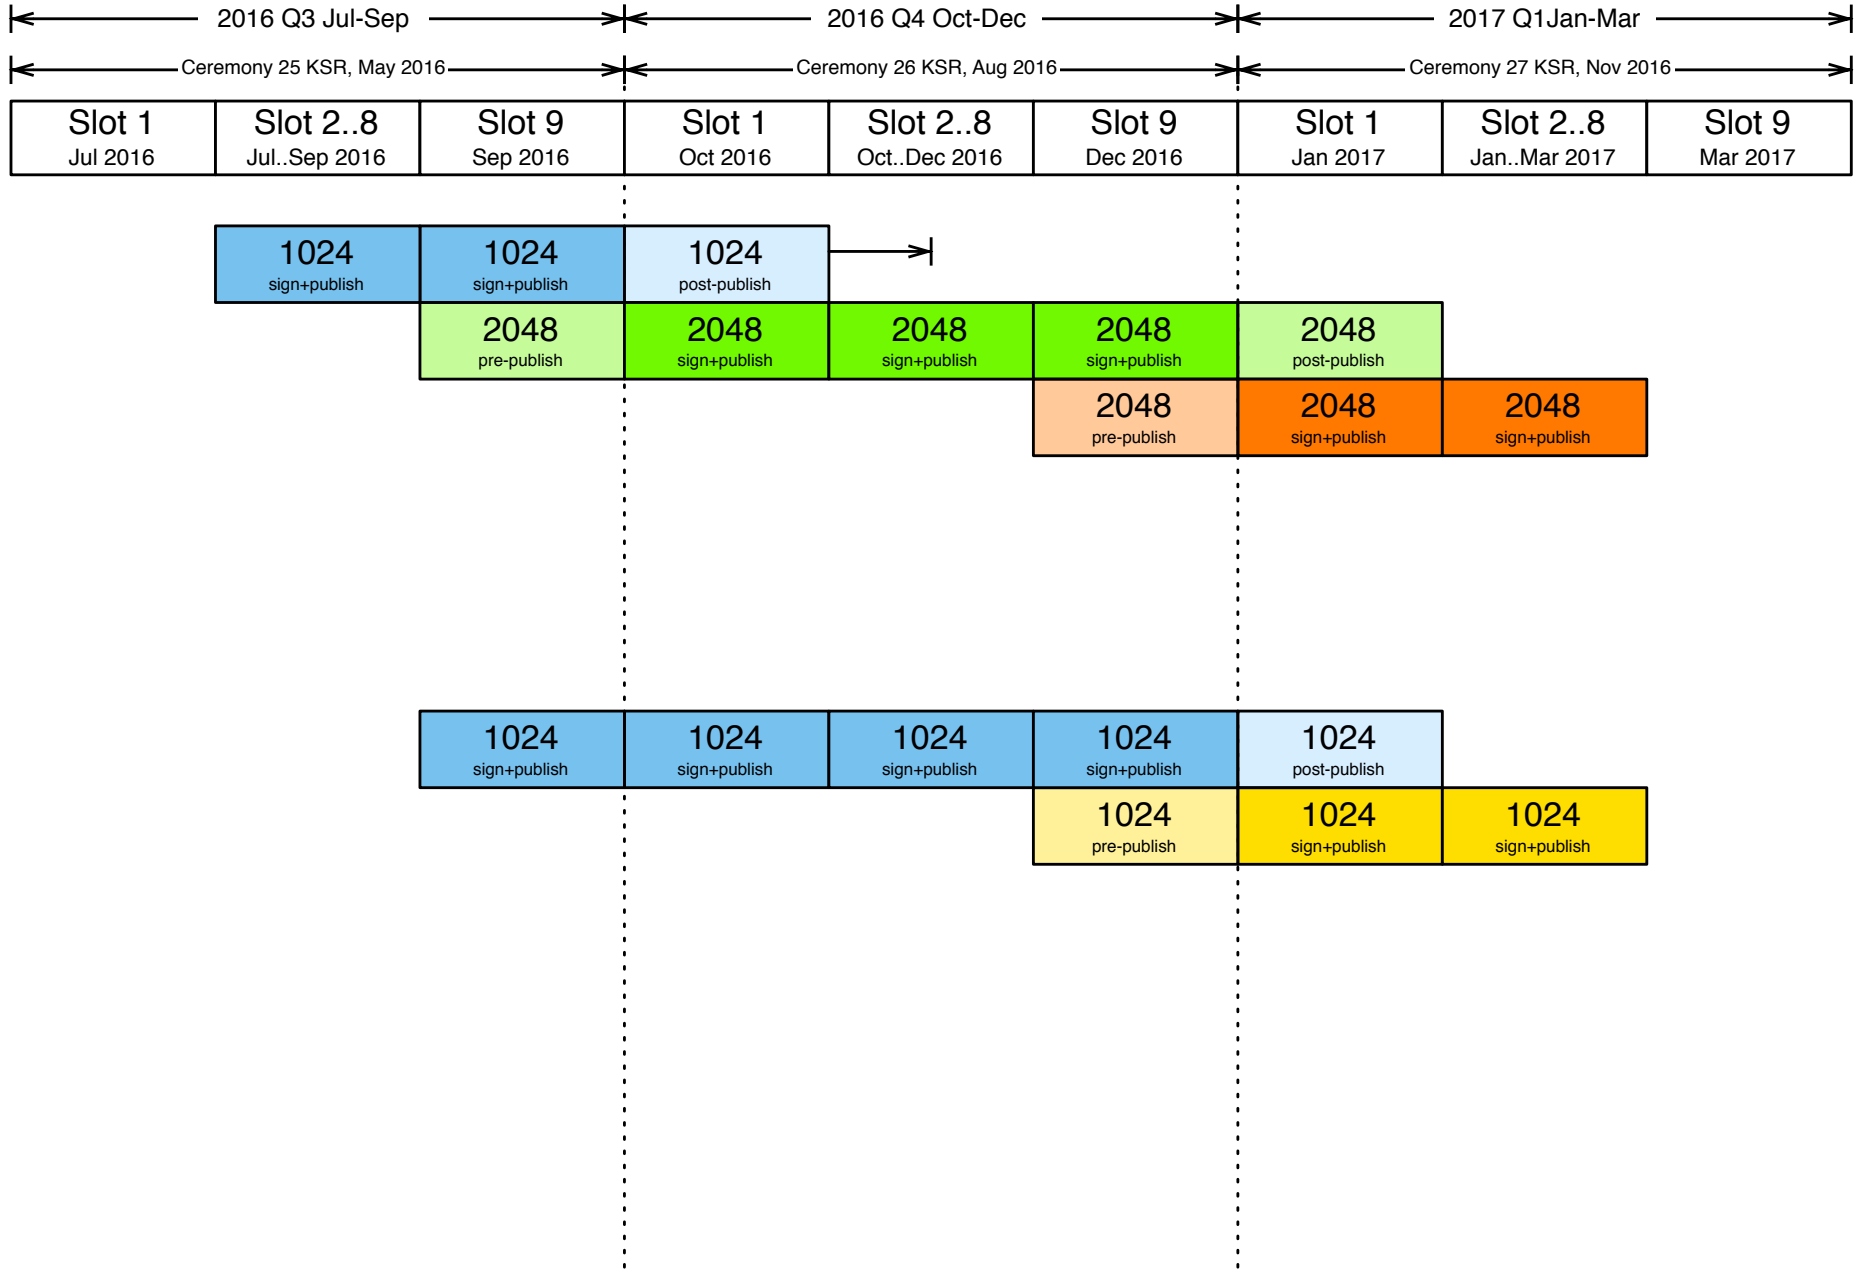 2016 Q3 Jul-Sep 2016 Q4 Oct-Dec 2017 Q1Jan-Mar
Ceremony 25 KSR, May 2016 Ceremony 26 KSR, Aug 2016 Ceremony 27 KSR, Nov 2016
Slot 1 Slot 2..8 Slot 9 Slot 1 Slot 2..8 Slot 9 Slot 1 Slot 2..8 Slot 9
Jul 2016 Jul..Sep 2016 Sep 2016 Oct 2016 Oct..Dec 2016 Dec 2016 Jan 2017 Jan..Mar 2017 Mar 2017
1024 1024 1024
sign+publish sign+publish post-publish
2048 2048 2048 2048 2048
pre-publish sign+publish sign+publish sign+publish post-publish
2048 2048 2048
pre-publish sign+publish sign+publish
1024 1024 1024 1024 1024
sign+publish sign+publish sign+publish sign+publish post-publish
1024 1024 1024
pre-publish sign+publish sign+publish